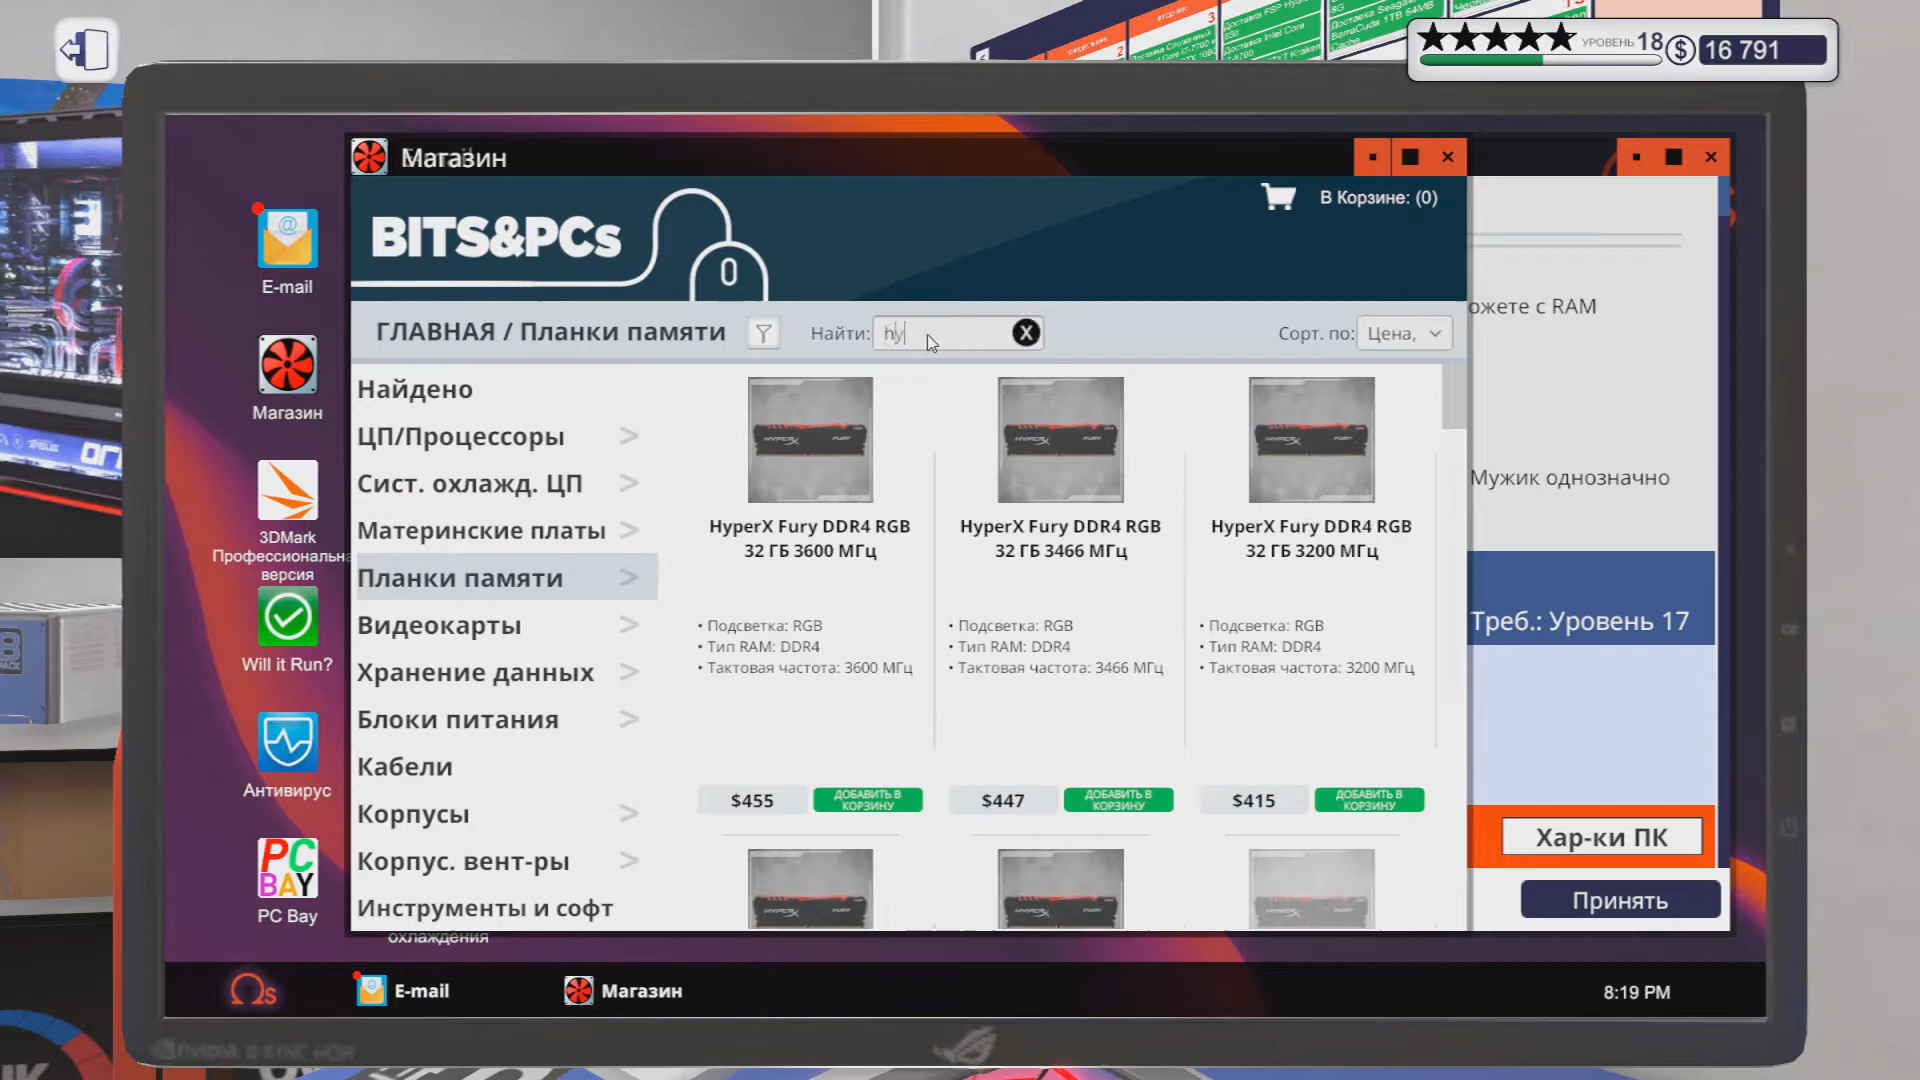 УРОВЕНЬ 18
$ 16 791
Магазин
BITS&PCs
В Корзине: (0)
ГЛАВНАЯ / Планки памяти
Найти: hy
X
Сорт. по: Цена,
Найдено
ЦП/Процессоры >
Сист. охлажд. ЦП >
Материнские платы >
Планки памяти >
Видеокарты >
Хранение данных >
Блоки питания >
Кабели
Корпусы >
Корпус. вент-ры >
Инструменты и софт
охлаждения
HyperX Fury DDR4 RGB
32 ГБ 3600 МГц
• Подсветка: RGB
• Тип RAM: DDR4
• Тактовая частота: 3600 МГц
$455
ДОБАВИТЬ В
КОРЗИНУ
HyperX Fury DDR4 RGB
32 ГБ 3466 МГц
• Подсветка: RGB
• Тип RAM: DDR4
• Тактовая частота: 3466 МГц
$447
ДОБАВИТЬ В
КОРЗИНУ
HyperX Fury DDR4 RGB
32 ГБ 3200 МГц
• Подсветка: RGB
• Тип RAM: DDR4
• Тактовая частота: 3200 МГц
$415
ДОБАВИТЬ В
КОРЗИНУ
ожете с RAM
Мужик однозначно
Треб.: Уровень 17
Хар-ки ПК
Принять
E-mail
Магазин
3DMark
Профессиональна
версия
Will it Run?
Антивирус
PC
BAY
PC Bay
E-mail
Магазин
8:19 PM